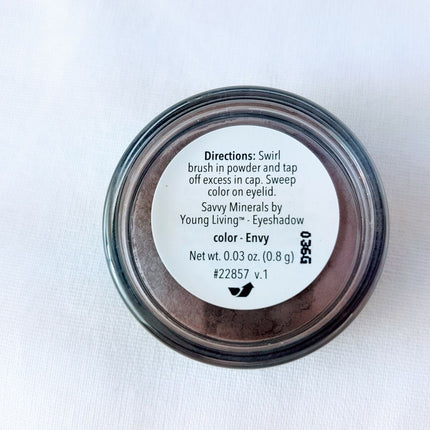 Directions: Swirl
brush in powder and tap
off excess in cap. Sweep
color on eyelid.
Savvy Minerals by
Young Living™ - Eyeshadow
color - Envy
Net wt. 0.03 oz. (0.8 g)
#22857 v.1
036G